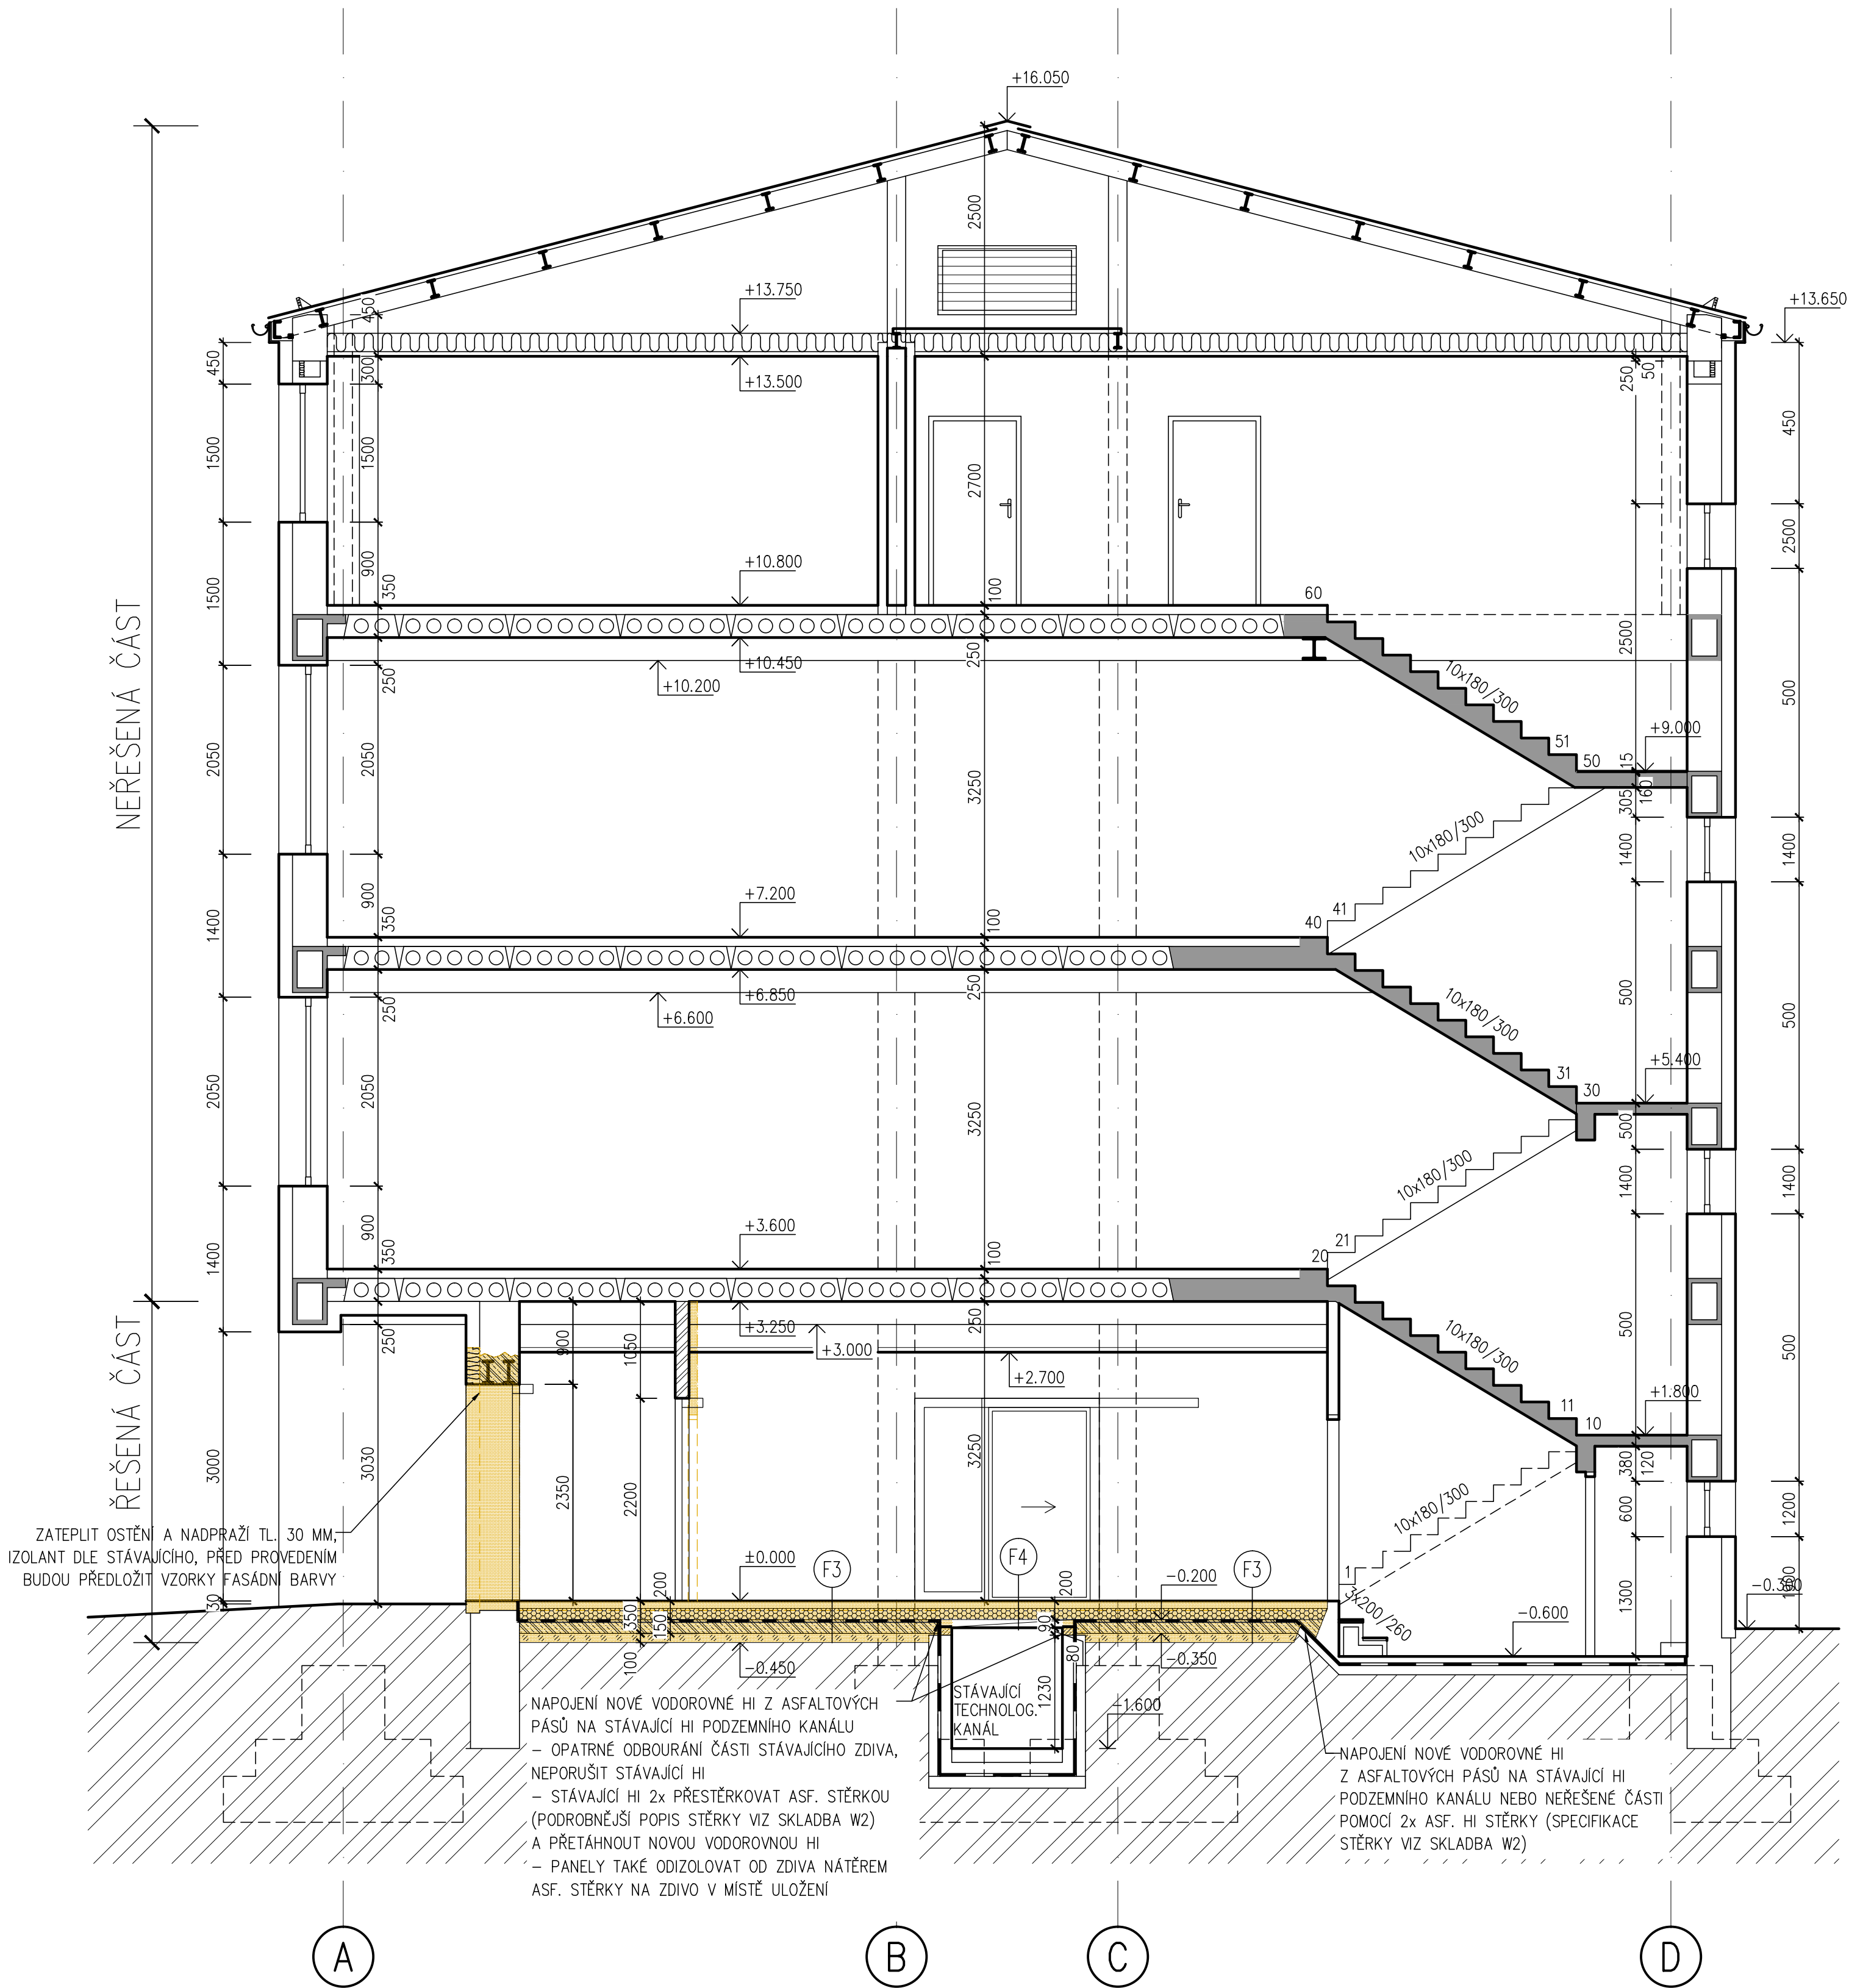 +16.050
2500
+13.750
+13.650
450
450
300
+13.500
250
50
450
1500
1500
2700
2500
900
1500
350
+10.800
100
60
+10.450
250
250
+10.200
2500
10x180/300
500
NEŘEŠENÁ ČÁST
2050
2050
3250
51
50
+9.000
15
160
305
10x180/300
1400
1400
900
1400
350
+7.200
100
40
41
+6.850
250
250
+6.600
10x180/300
500
500
2050
2050
3250
31
30
+5.400
500
10x180/300
1400
1400
900
1400
350
+3.600
100
20
21
+3.250
250
250
900
1050
+3.000
+2.700
10x180/300
500
500
ŘEŠENÁ ČÁST
3000
3030
2350
2200
3250
11
10
+1.800
380
120
10x180/300
600
1200
ZATEPLIT OSTĚNÍ A NADPRAŽÍ TL. 30 MM,
IZOLANT DLE STÁVAJÍCÍHO, PŘED PROVEDENÍM
BUDOU PŘEDLOŽIT VZORKY FASÁDNÍ BARVY
30
±0.000
F3
F4
F3
200
350
150
100
200
90
80
-0.200
1
3x200/260
1300
-0.300
-0.600
-0.450
-0.350
1230
-1.600
STÁVAJÍCÍ
TECHNOLOG.
KANÁL
NAPOJENÍ NOVÉ VODOROVNÉ HI Z ASFALTOVÝCH
PÁSŮ NA STÁVAJÍCÍ HI PODZEMNÍHO KANÁLU
– OPATRNÉ ODBOURÁNÍ ČÁSTI STÁVAJÍCÍHO ZDIVA,
NEPORUŠIT STÁVAJÍCÍ HI
– STÁVAJÍCÍ HI 2x PŘESTĚRKOVAT ASF. STĚRKOU
(PODROBNĚJŠÍ POPIS STĚRKY VIZ SKLADBA W2)
A PŘETÁHNOUT NOVOU VODOROVNOU HI
– PANELY TAKÉ ODIZOLOVAT OD ZDIVA NÁTĚREM
ASF. STĚRKY NA ZDIVO V MÍSTĚ ULOŽENÍ
NAPOJENÍ NOVÉ VODOROVNÉ HI
Z ASFALTOVÝCH PÁSŮ NA STÁVAJÍCÍ HI
PODZEMNÍHO KANÁLU NEBO NEŘEŠENÉ ČÁSTI
POMOCÍ 2x ASF. HI STĚRKY (SPECIFIKACE
STĚRKY VIZ SKLADBA W2)
A
B
C
D